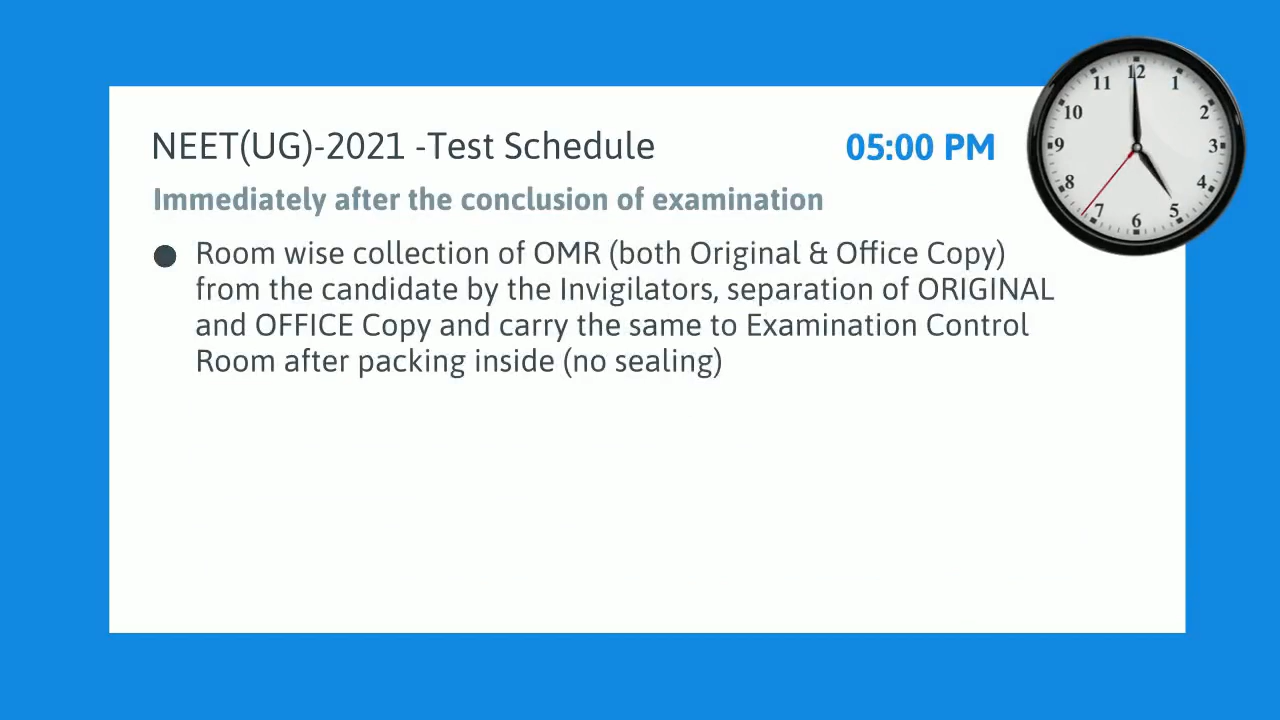 NEET(UG)-2021 -Test Schedule
05:00 PM
Immediately after the conclusion of examination
Room wise collection of OMR (both Original & Office Copy)
from the candidate by the Invigilators, separation of ORIGINAL
and OFFICE Copy and carry the same to Examination Control
Room after packing inside (no sealing)
12
1
2
3
4
5
6
7
8
9
10
11